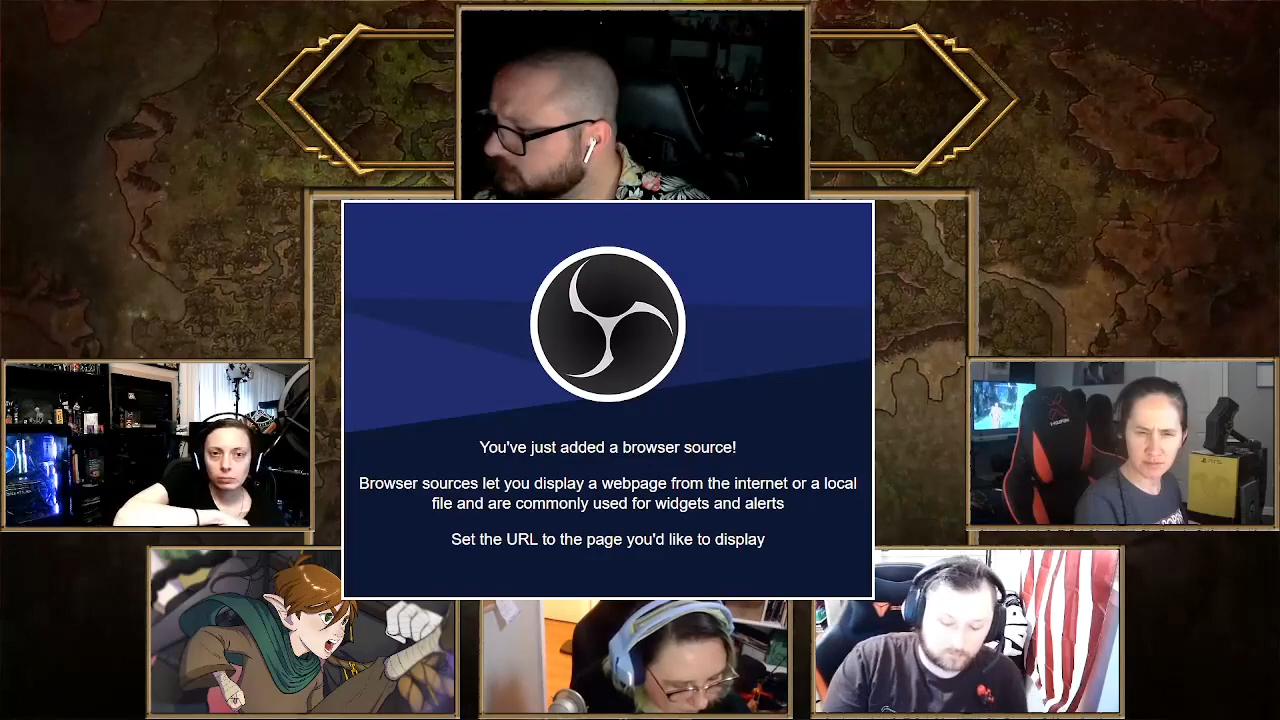 You've just added a browser source!
Browser sources let you display a webpage from the internet or a local
file and are commonly used for widgets and alerts
Set the URL to the page you'd like to display